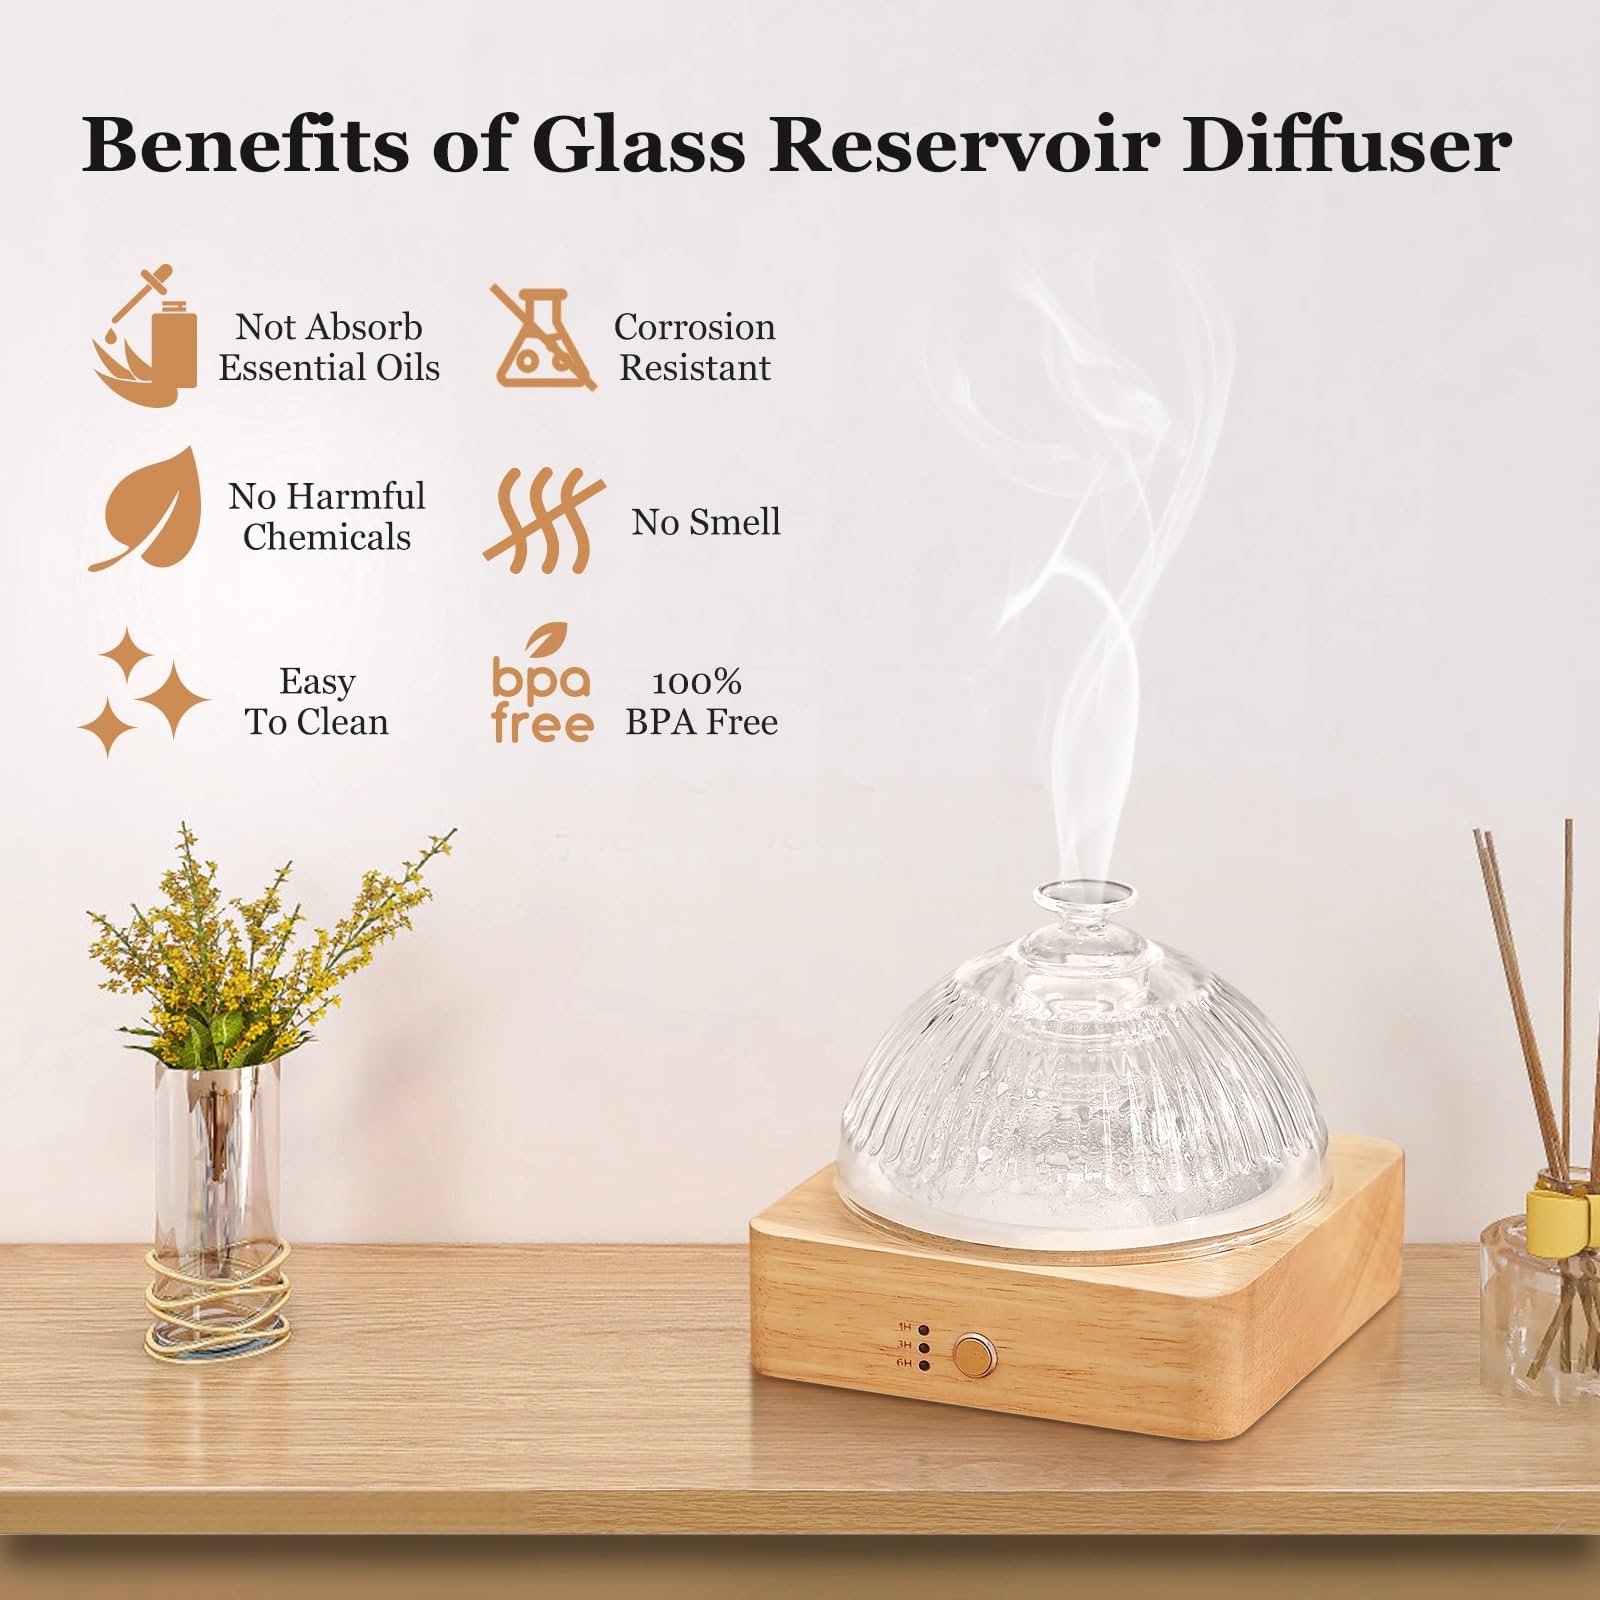 Benefits of Glass Reservoir Diffuser
Not Absorb
Essential Oils
Corrosion
Resistant
No Harmful
Chemicals
No Smell
Easy
To Clean
bpa
free
100%
BPA Free
1H
3H
6H